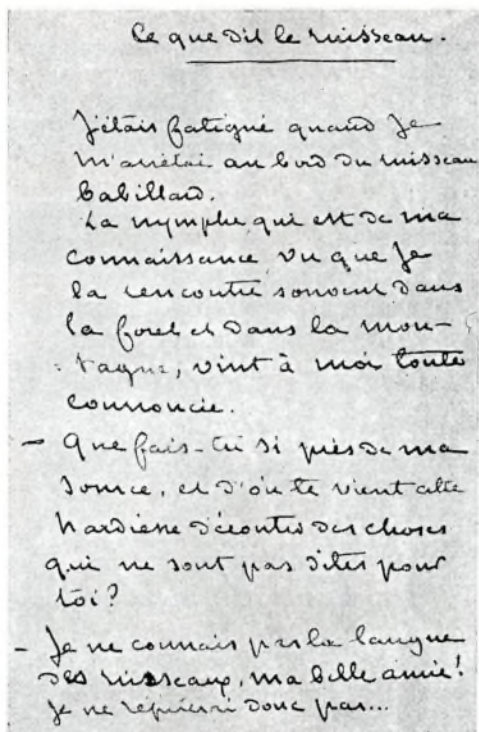 Ce que dit le ruisseau.
J'étais fatigué quand je
m'arrêtai au bord du ruisseau
babillard.
La nymphe qui est de ma
connaissance vu que je
la rencontre souvent dans
la forêt et dans la mon-
-tagne, vint à moi toute
courroucie.
- Que fais-tu si près de ma
source, et d'où te vient cette
hardiesse d'écouter des choses
qui ne sont pas dites pour
toi?
- Je ne connais pas la langue
des ruisseaux, ma belle amie!
Je ne donc pas...